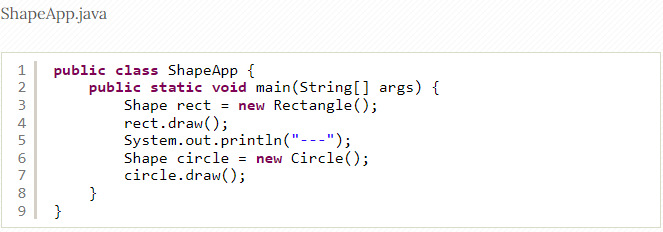 ShapeApp.java
1 public class ShapeApp {
2     public static void main(String[] args) {
3         Shape rect = new Rectangle();
4         rect.draw();
5         System.out.println("---");
6         Shape circle = new Circle();
7         circle.draw();
8     }
9 }